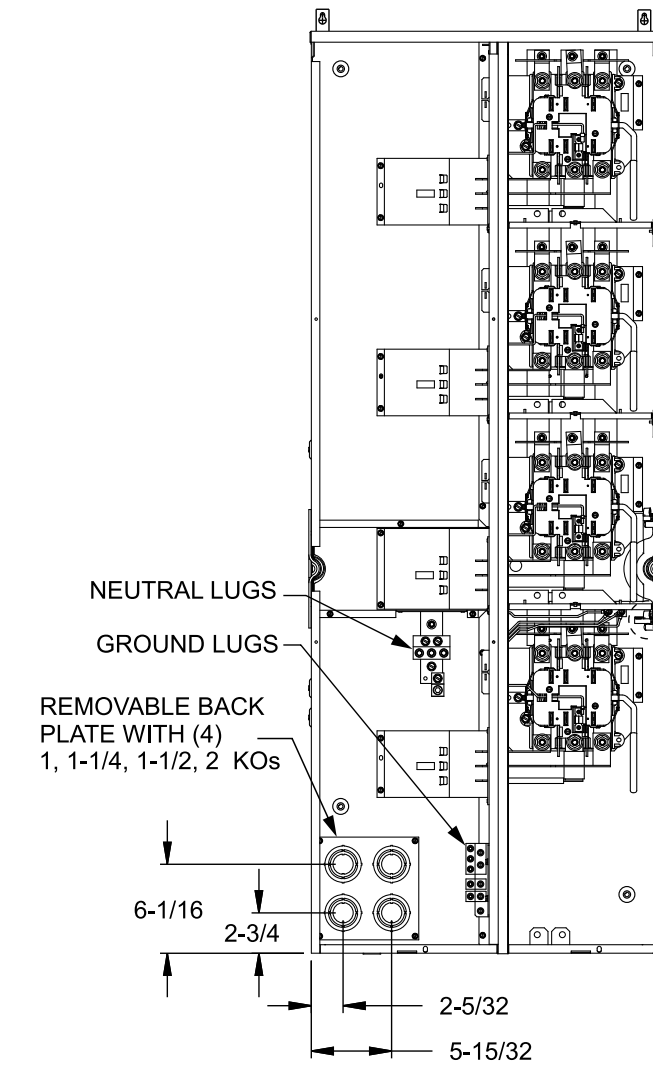 NEUTRAL LUGS
GROUND LUGS
REMOVABLE BACK
PLATE WITH (4)
1, 1-1/4, 1-1/2, 2 KOs
6-1/16
2-3/4
2-5/32
5-15/32